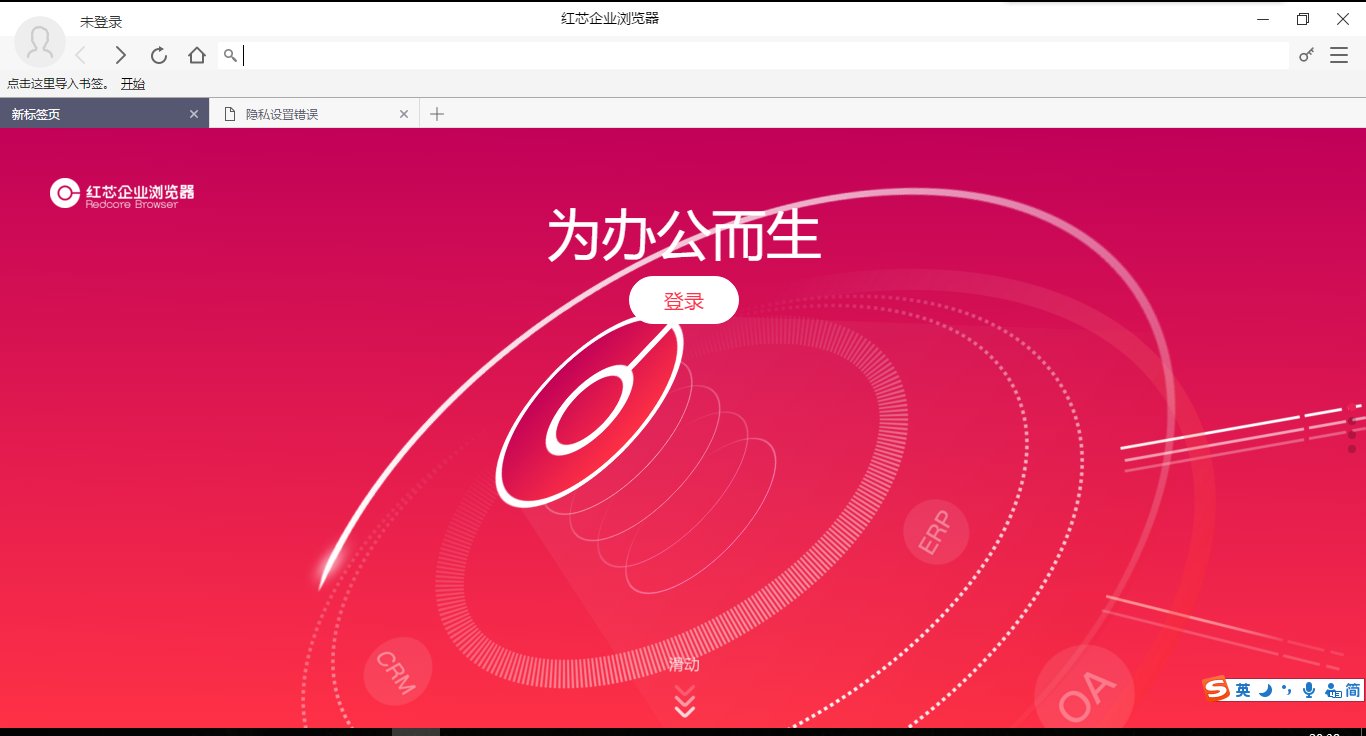 未登录
红芯企业浏览器
点击这里导入书签。 开始
新标签页
隐私设置错误
红芯企业浏览器
Redcore Browser
为办公而生
登录
ERP
CRM
OA
滑动
英
简